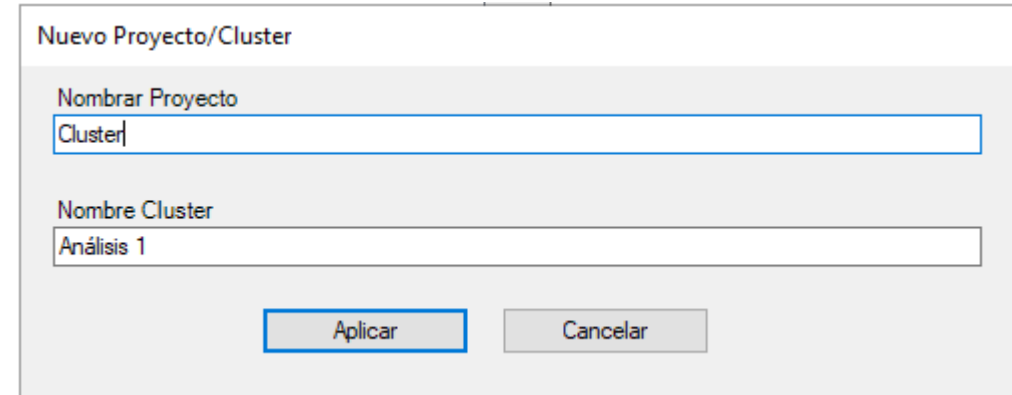 Nuevo Proyecto/Cluster
Nombrar Proyecto
Cluster
Nombre Cluster
Análisis 1
Aplicar Cancelar